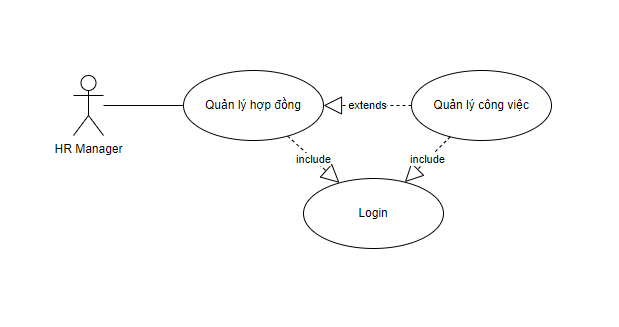 Quản lý hợp đồng
extends
Quản lý công việc
HR Manager
include
include
Login